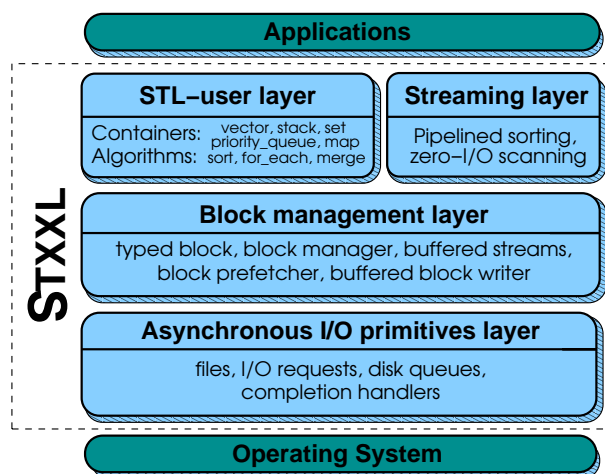 Applications
STXXL
STL–user layer
Containers: vector, stack, set
priority_queue, map
Algorithms: sort, for_each, merge
Streaming layer
Pipelined sorting,
zero–I/O scanning
Block management layer
typed block, block manager, buffered streams,
block prefetcher, buffered block writer
Asynchronous I/O primitives layer
files, I/O requests, disk queues,
completion handlers
Operating System